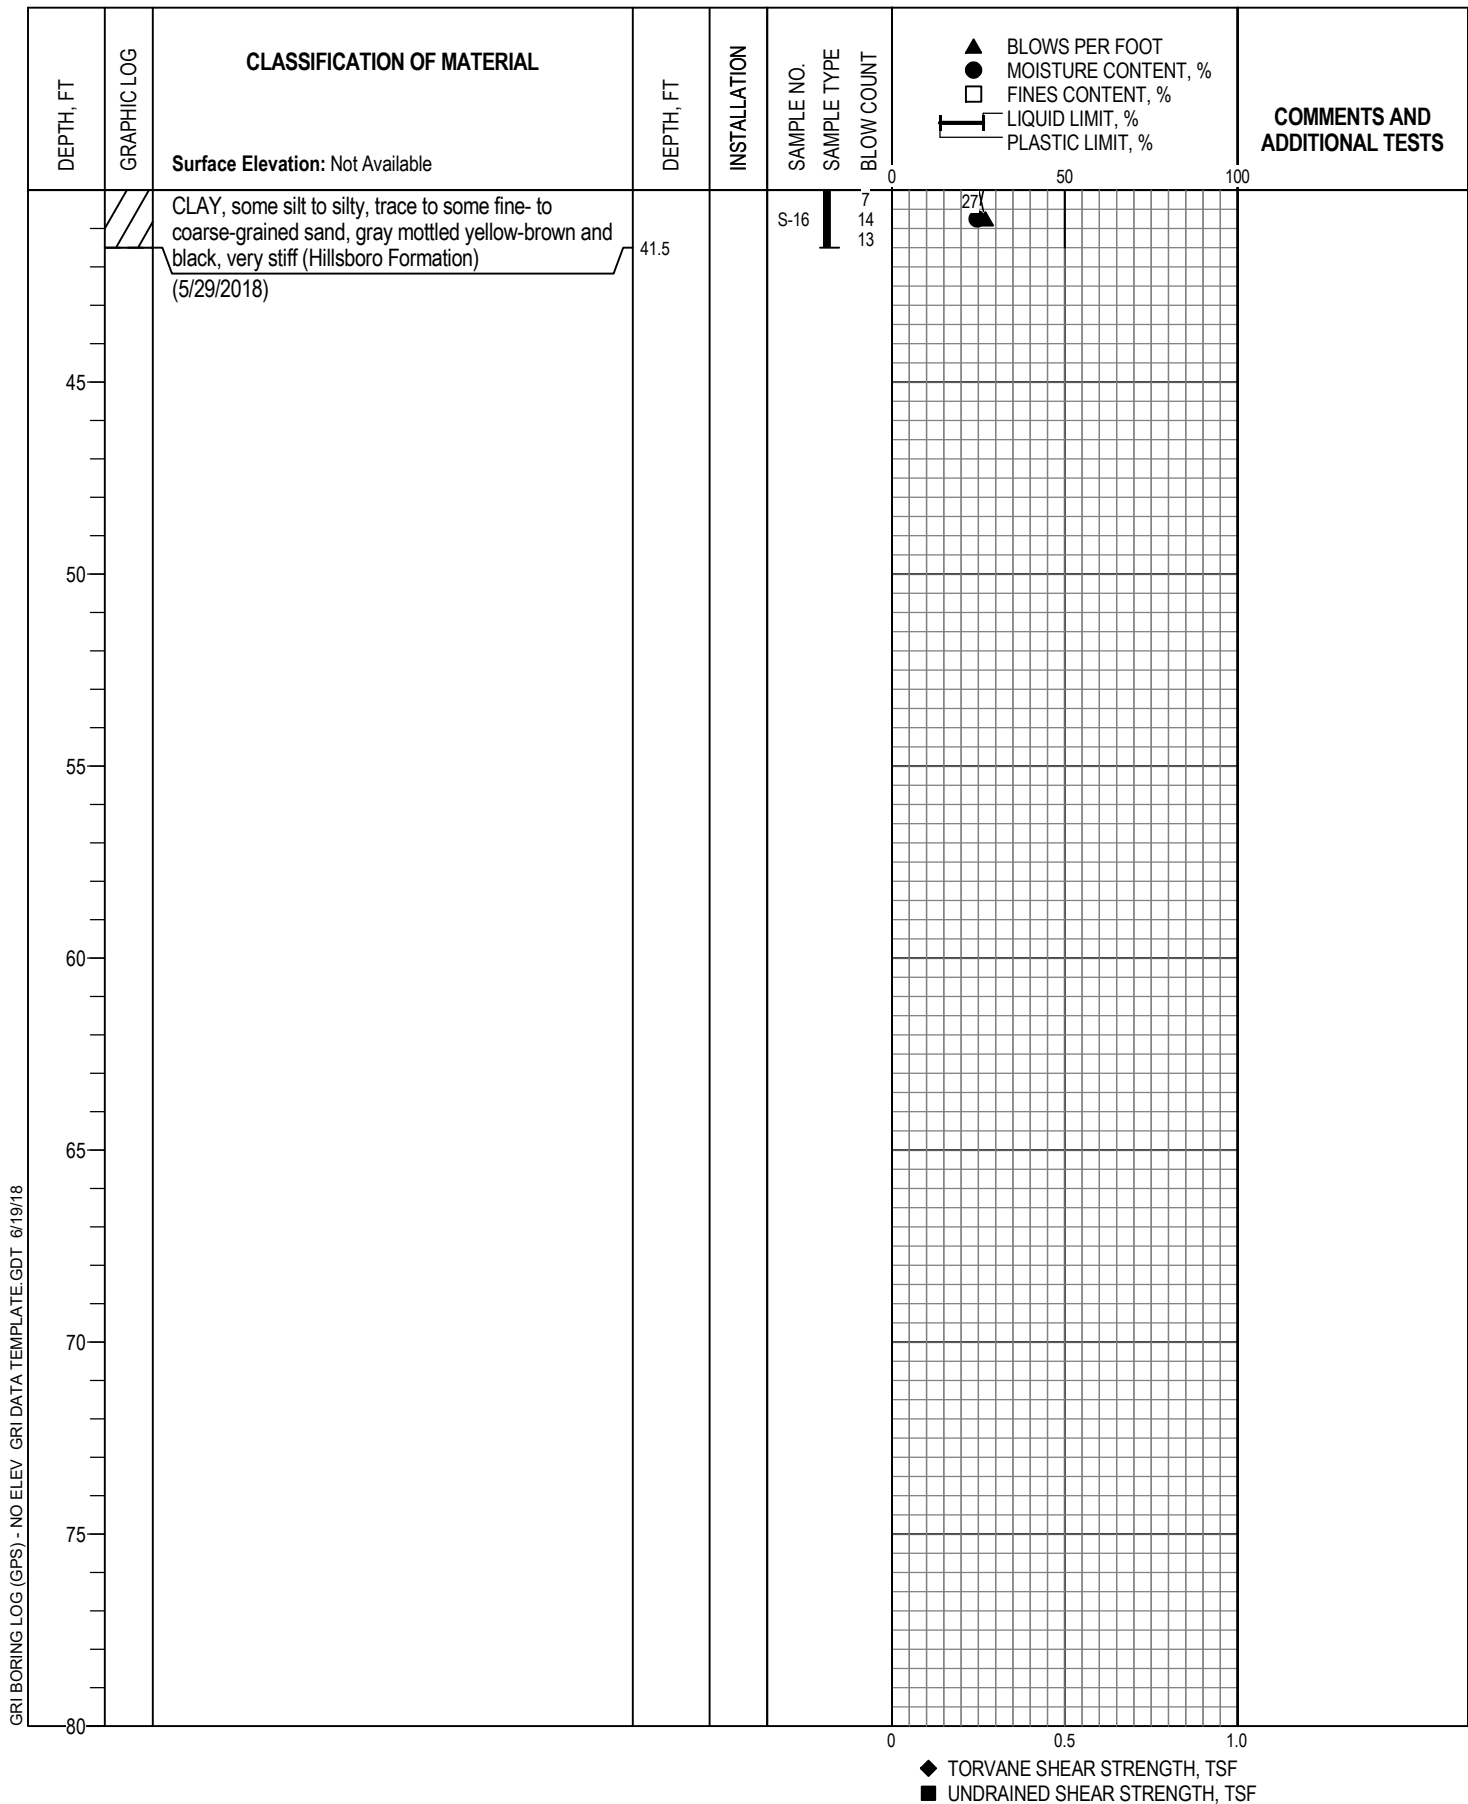 DEPTH, FT
GRAPHIC LOG
CLASSIFICATION OF MATERIAL
Surface Elevation: Not Available
DEPTH, FT
INSTALLATION
SAMPLE NO.
SAMPLE TYPE
BLOW COUNT
BLOWS PER FOOT
MOISTURE CONTENT, %
FINES CONTENT, %
LIQUID LIMIT, %
PLASTIC LIMIT, %
0 50 100
COMMENTS AND
ADDITIONAL TESTS
CLAY, some silt to silty, trace to some fine- to
coarse-grained sand, gray mottled yellow-brown and
black, very stiff (Hillsboro Formation)
(5/29/2018)
41.5
S-16
7
14
13
27
45
50
55
60
65
70
75
80
0 0.5 1.0
TORVANE SHEAR STRENGTH, TSF
UNDRAINED SHEAR STRENGTH, TSF
GRI BORING LOG (GPS) - NO ELEV GRI DATA TEMPLATE.GDT 6/19/18